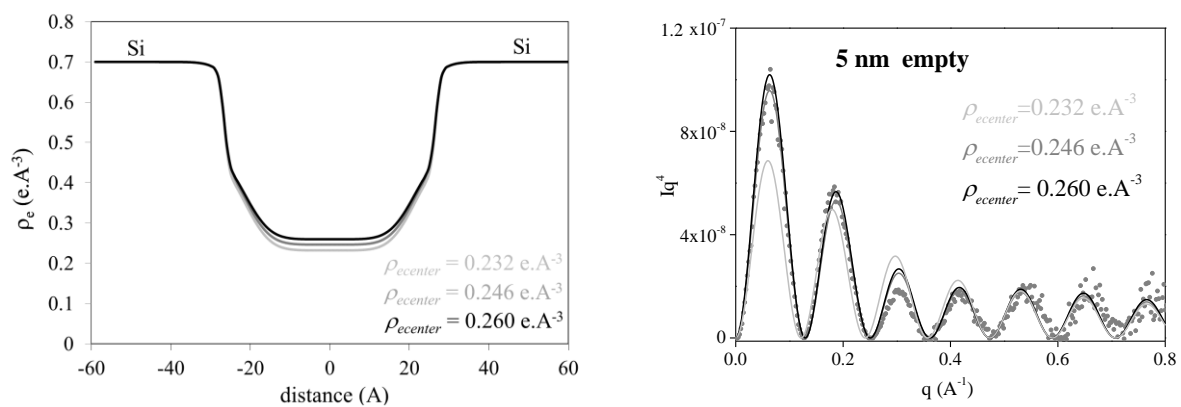 0.8
0.7
0.6
0.5
0.4
0.3
0.2
0.1
0
ρe (e.A-3)
Si
Si
ρecenter = 0.232 e.A-3
ρecenter = 0.246 e.A-3
ρecenter = 0.260 e.A-3
-60 -40 -20 0 20 40 60
distance (A)
1.2 x10-7
8x10-8
4x10-8
0
Iq4
5 nm empty
ρecenter=0.232 e.A-3
ρecenter=0.246 e.A-3
ρecenter= 0.260 e.A-3
0.0 0.2 0.4 0.6 0.8
q (A-1)